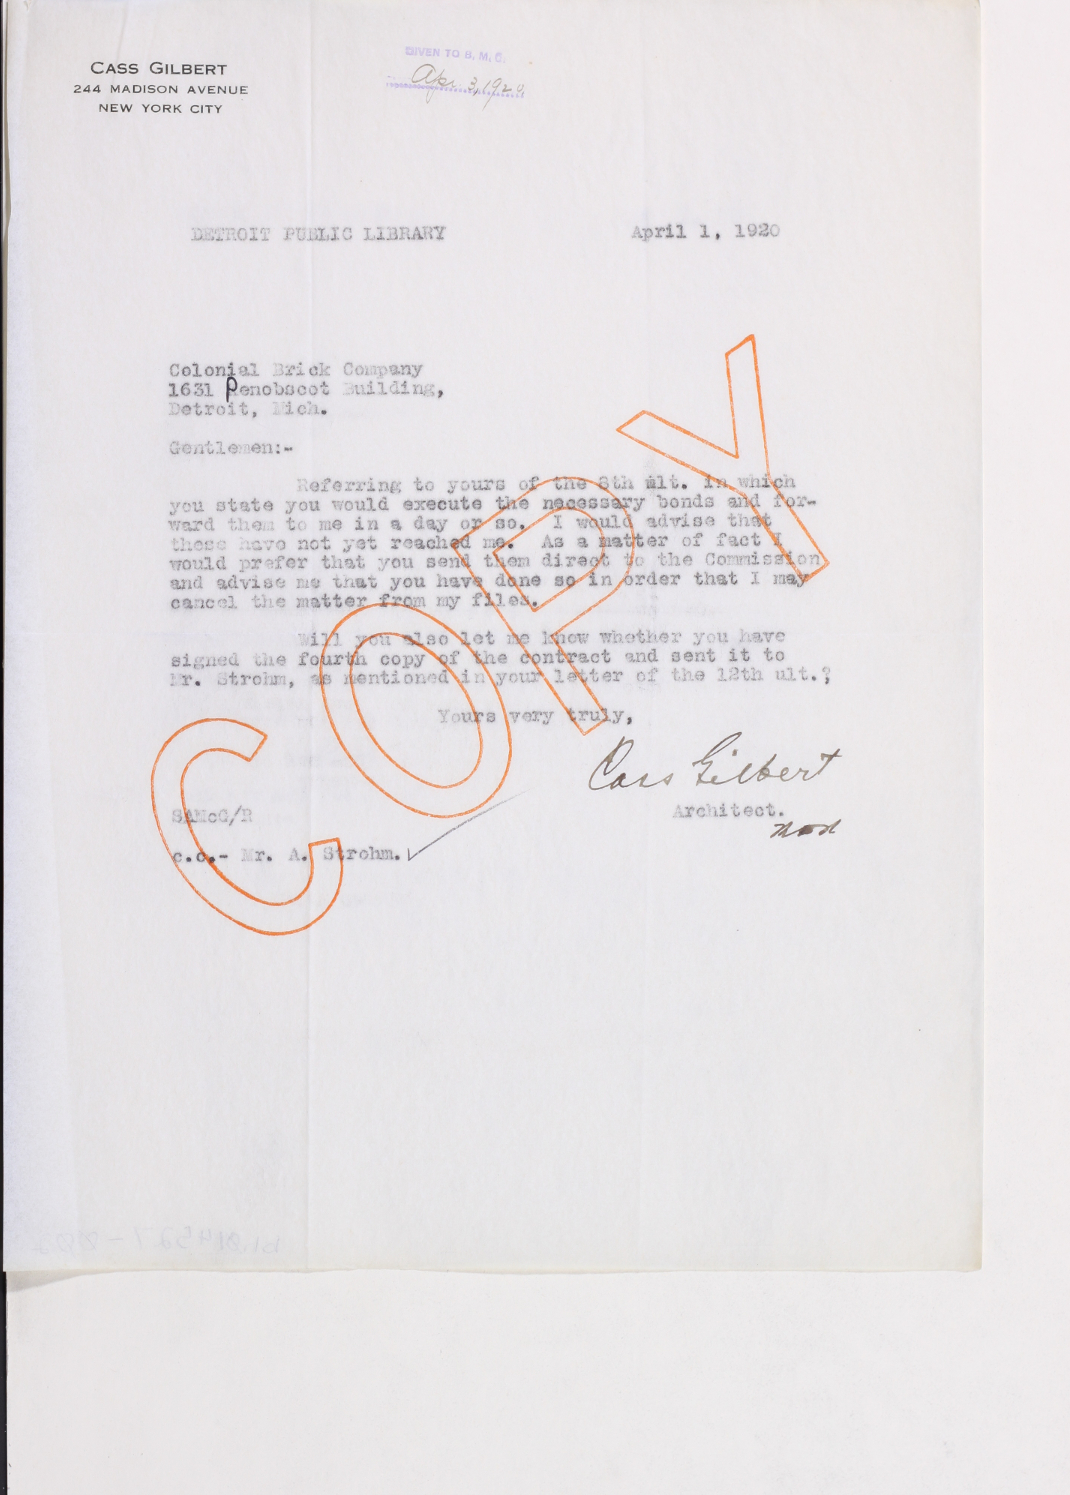 CASS GILBERT
244 MADISON AVENUE
NEW YORK CITY
GIVEN TO B. M. C.
Apr. 3, 1920.
DETROIT PUBLIC LIBRARY April 1, 1920
Colonial Brick Company
1631 Penobscot Building,
Detroit, Mich.
Gentlemen:-
Referring to yours of the 8th ult. in which
you state you would execute the necessary bonds and for-
ward them to me in a day or so. I would advise that
these have not yet reached me. As a matter of fact I
would prefer that you send them direct to the Commission
and advise me that you have done so in order that I may
cancel the matter from my files.
Will you also let me know whether you have
signed the fourth copy of the contract and sent it to
Mr. Strohm, as mentioned in your letter of the 12th ult.?
Yours very truly,
Cass Gilbert
Architect.
SAMcC/R
c.c.- Mr. A. Strohm.
COPY